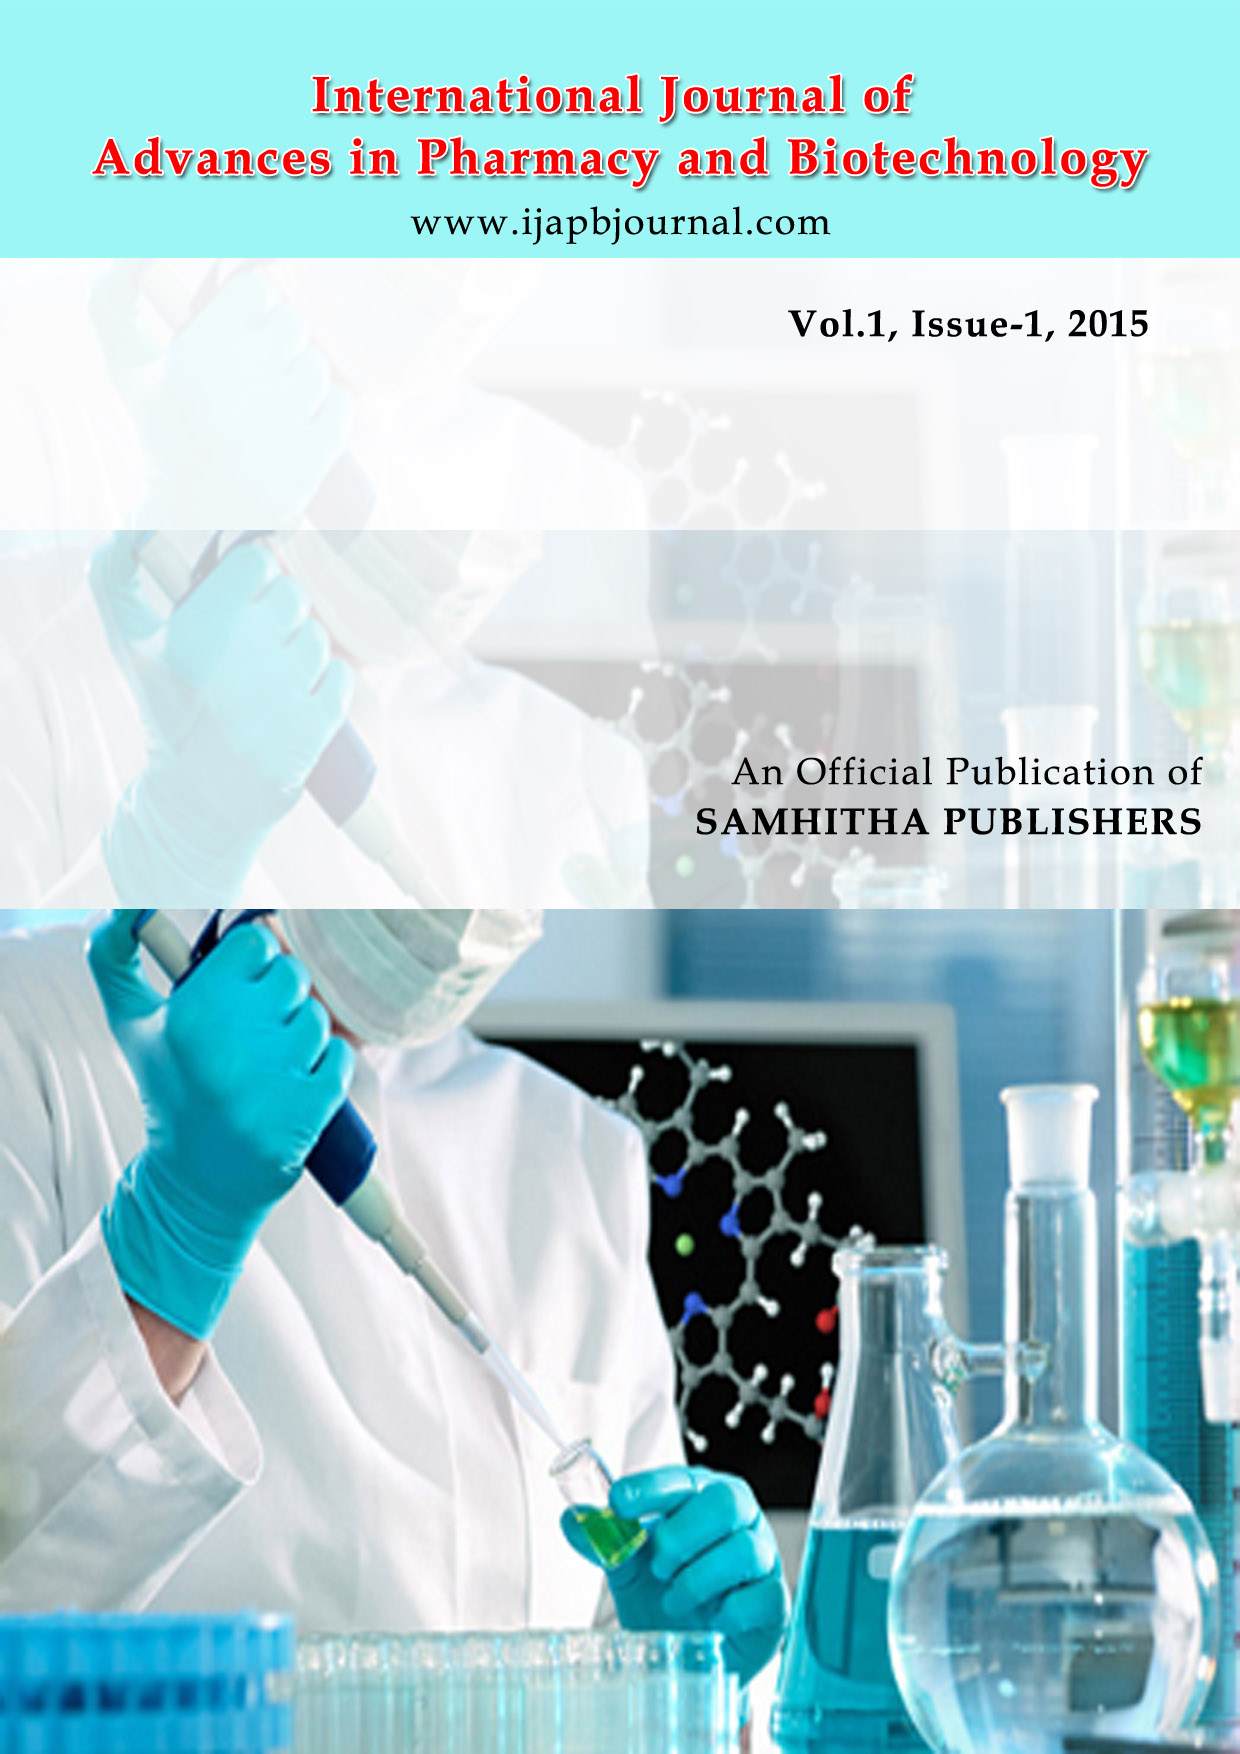 International Journal of
Advances in Pharmacy and Biotechnology
www.ijapbjournal.com
Vol.1, Issue-1, 2015
An Official Publication of
SAMHITHA PUBLISHERS